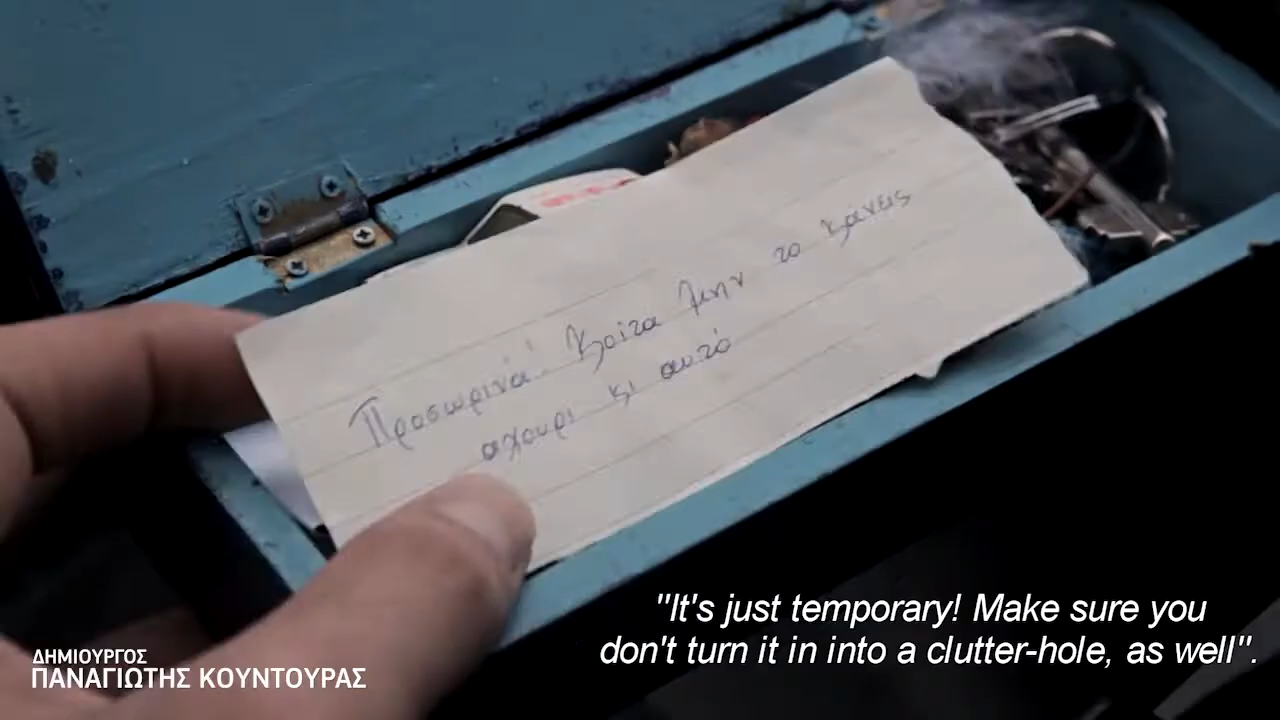 Προσωρινά! Κοίτα μην το κάνεις
αχούρι κι αυτό
"It's just temporary! Make sure you
don't turn it in into a clutter-hole, as well".
ΔΗΜΙΟΥΡΓΟΣ
ΠΑΝΑΓΙΩΤΗΣ ΚΟΥΝΤΟΥΡΑΣ